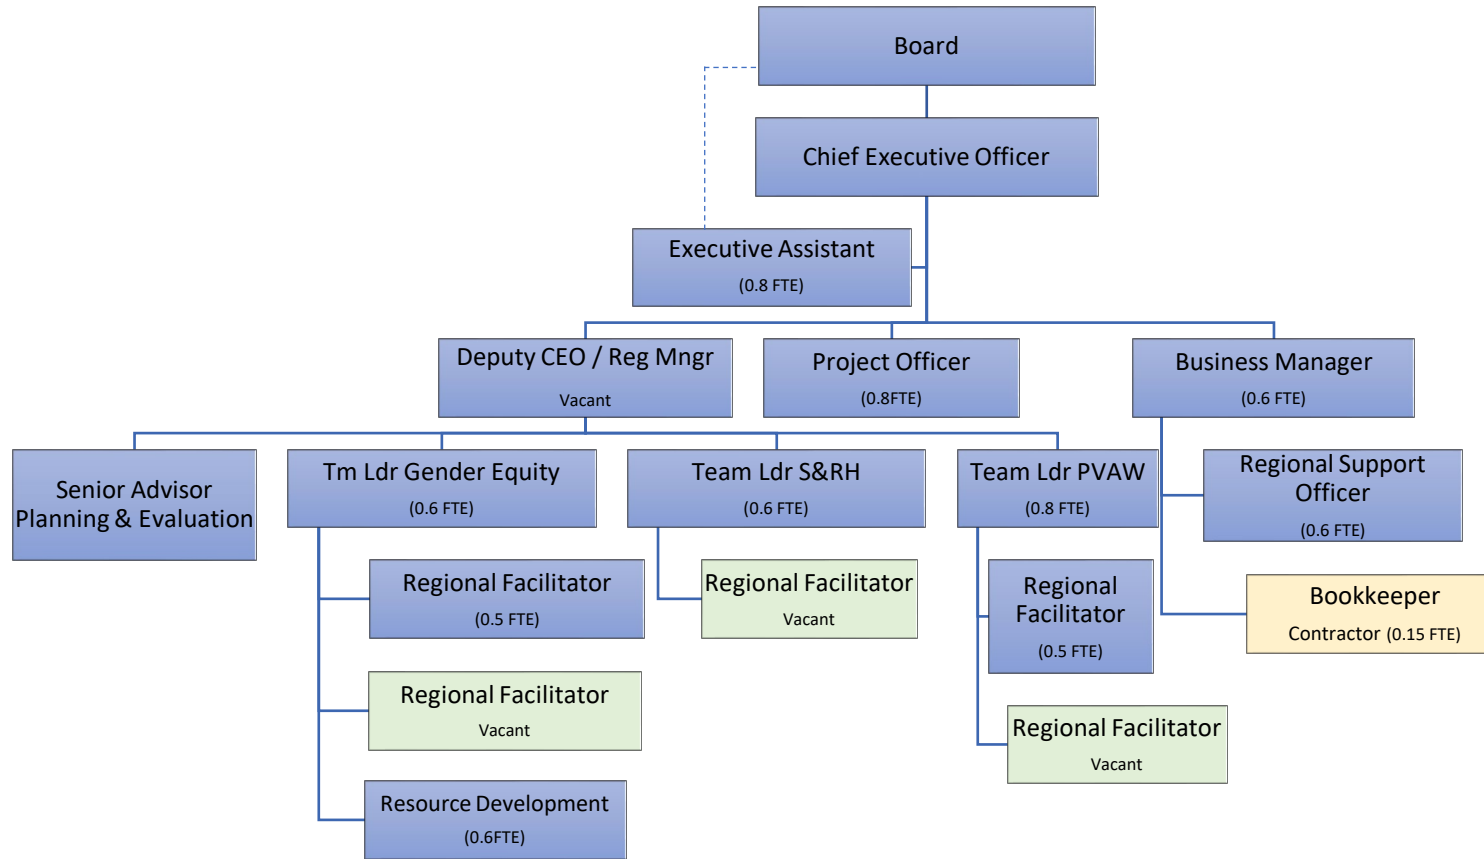 Board
Chief Executive Officer
Executive Assistant
(0.8 FTE)
Deputy CEO / Reg Mngr
Vacant
Project Officer
(0.8FTE)
Business Manager
(0.6 FTE)
Senior Advisor
Planning & Evaluation
Tm Ldr Gender Equity
(0.6 FTE)
Team Ldr S&RH
(0.6 FTE)
Team Ldr PVAW
(0.8 FTE)
Regional Support
Officer
(0.6 FTE)
Regional Facilitator
(0.5 FTE)
Regional Facilitator
Vacant
Regional
Facilitator
(0.5 FTE)
Bookkeeper
Contractor (0.15 FTE)
Regional Facilitator
Vacant
Regional Facilitator
Vacant
Resource Development
(0.6FTE)